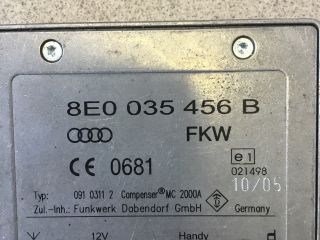 8E0 035 456 B
FKW
CE 0681
e1
021498
10/05
Typ: 091 0311 2 Compenser MC 2000A
Zul.-Inh.: Funkwerk Dabendorf GmbH Germany
12V Handy